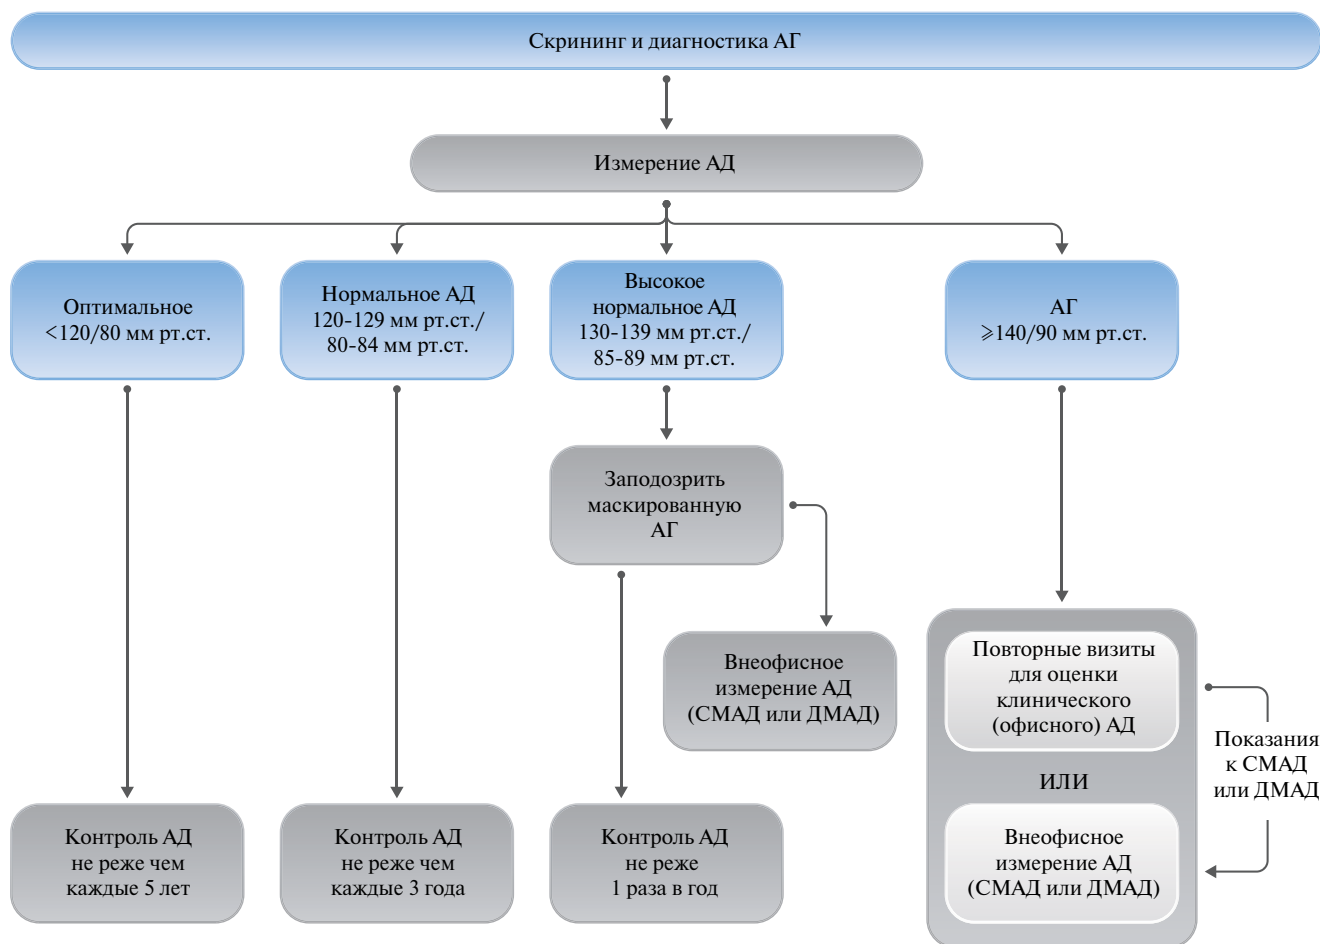 Скрининг и диагностика АГ
Измерение АД
Оптимальное
<120/80 мм рт.ст.
Нормальное АД
120-129 мм рт.ст./
80-84 мм рт.ст.
Высокое
нормальное АД
130-139 мм рт.ст./
85-89 мм рт.ст.
АГ
⩾140/90 мм рт.ст.
Заподозрить
маскированную
АГ
Внеофисное
измерение АД
(СМАД или ДМАД)
Повторные визиты
для оценки
клинического
(офисного) АД
ИЛИ
Внеофисное
измерение АД
(СМАД или ДМАД)
Показания
к СМАД
или ДМАД
Контроль АД
не реже чем
каждые 5 лет
Контроль АД
не реже чем
каждые 3 года
Контроль АД
не реже
1 раза в год